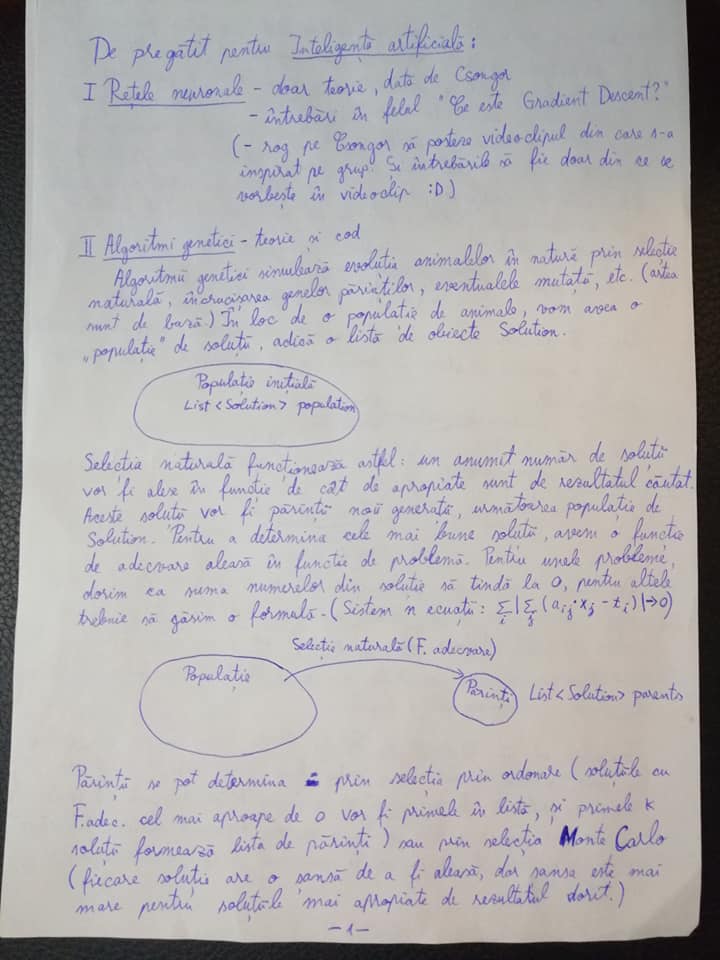 De pregătit pentru Inteligență artificială:
I Rețele neuronale - doar teorie, dată de Csongor
- întrebări în felul "Ce este Gradient Descent?"
(- rog pe Csongor să posteze videoclipul din care s-a
inspirat pe grup. Și întrebările să fie doar din ce se
vorbește în videoclip :D)
II Algoritmi genetici - teorie și cod
Algoritmii genetici simulează evoluția animalelor în natură prin selecție
naturală, încrucișarea genelor părinților, eventualele mutații, etc. (astea
sunt de bază.) În loc de o populație de animale, vom avea o
„populație" de soluții, adică o listă de obiecte Solution.
Populație inițială
List <Solution> population
Selecția naturală funcționează astfel: un anumit număr de soluții
vor fi alese în funcție de cât de apropiate sunt de rezultatul căutat.
Aceste soluții vor fi părinții noii generații, următoarea populație de
Solution. Pentru a determina cele mai bune soluții, avem o funcție
de adecvare aleasă în funcție de problemă. Pentru unele probleme,
dorim ca suma numerelor din soluție să tindă la 0, pentru altele
trebuie să găsim o formulă. (Sistem n ecuații: Σi|Σj(aij·xj-ti)|→0)
Selecție naturală (F. adecvare)
Populație
Părinți List <Solution> parents
Părinții se pot determina prin selecția prin ordonare (soluțiile cu
F.adec. cel mai aproape de 0 vor fi primele în listă, și primele k
soluții formează lista de părinți) sau prin selecția Monte Carlo
(fiecare soluție are o șansă de a fi aleasă, dar șansa este mai
mare pentru soluțiile mai apropiate de rezultatul dorit.)
-1-